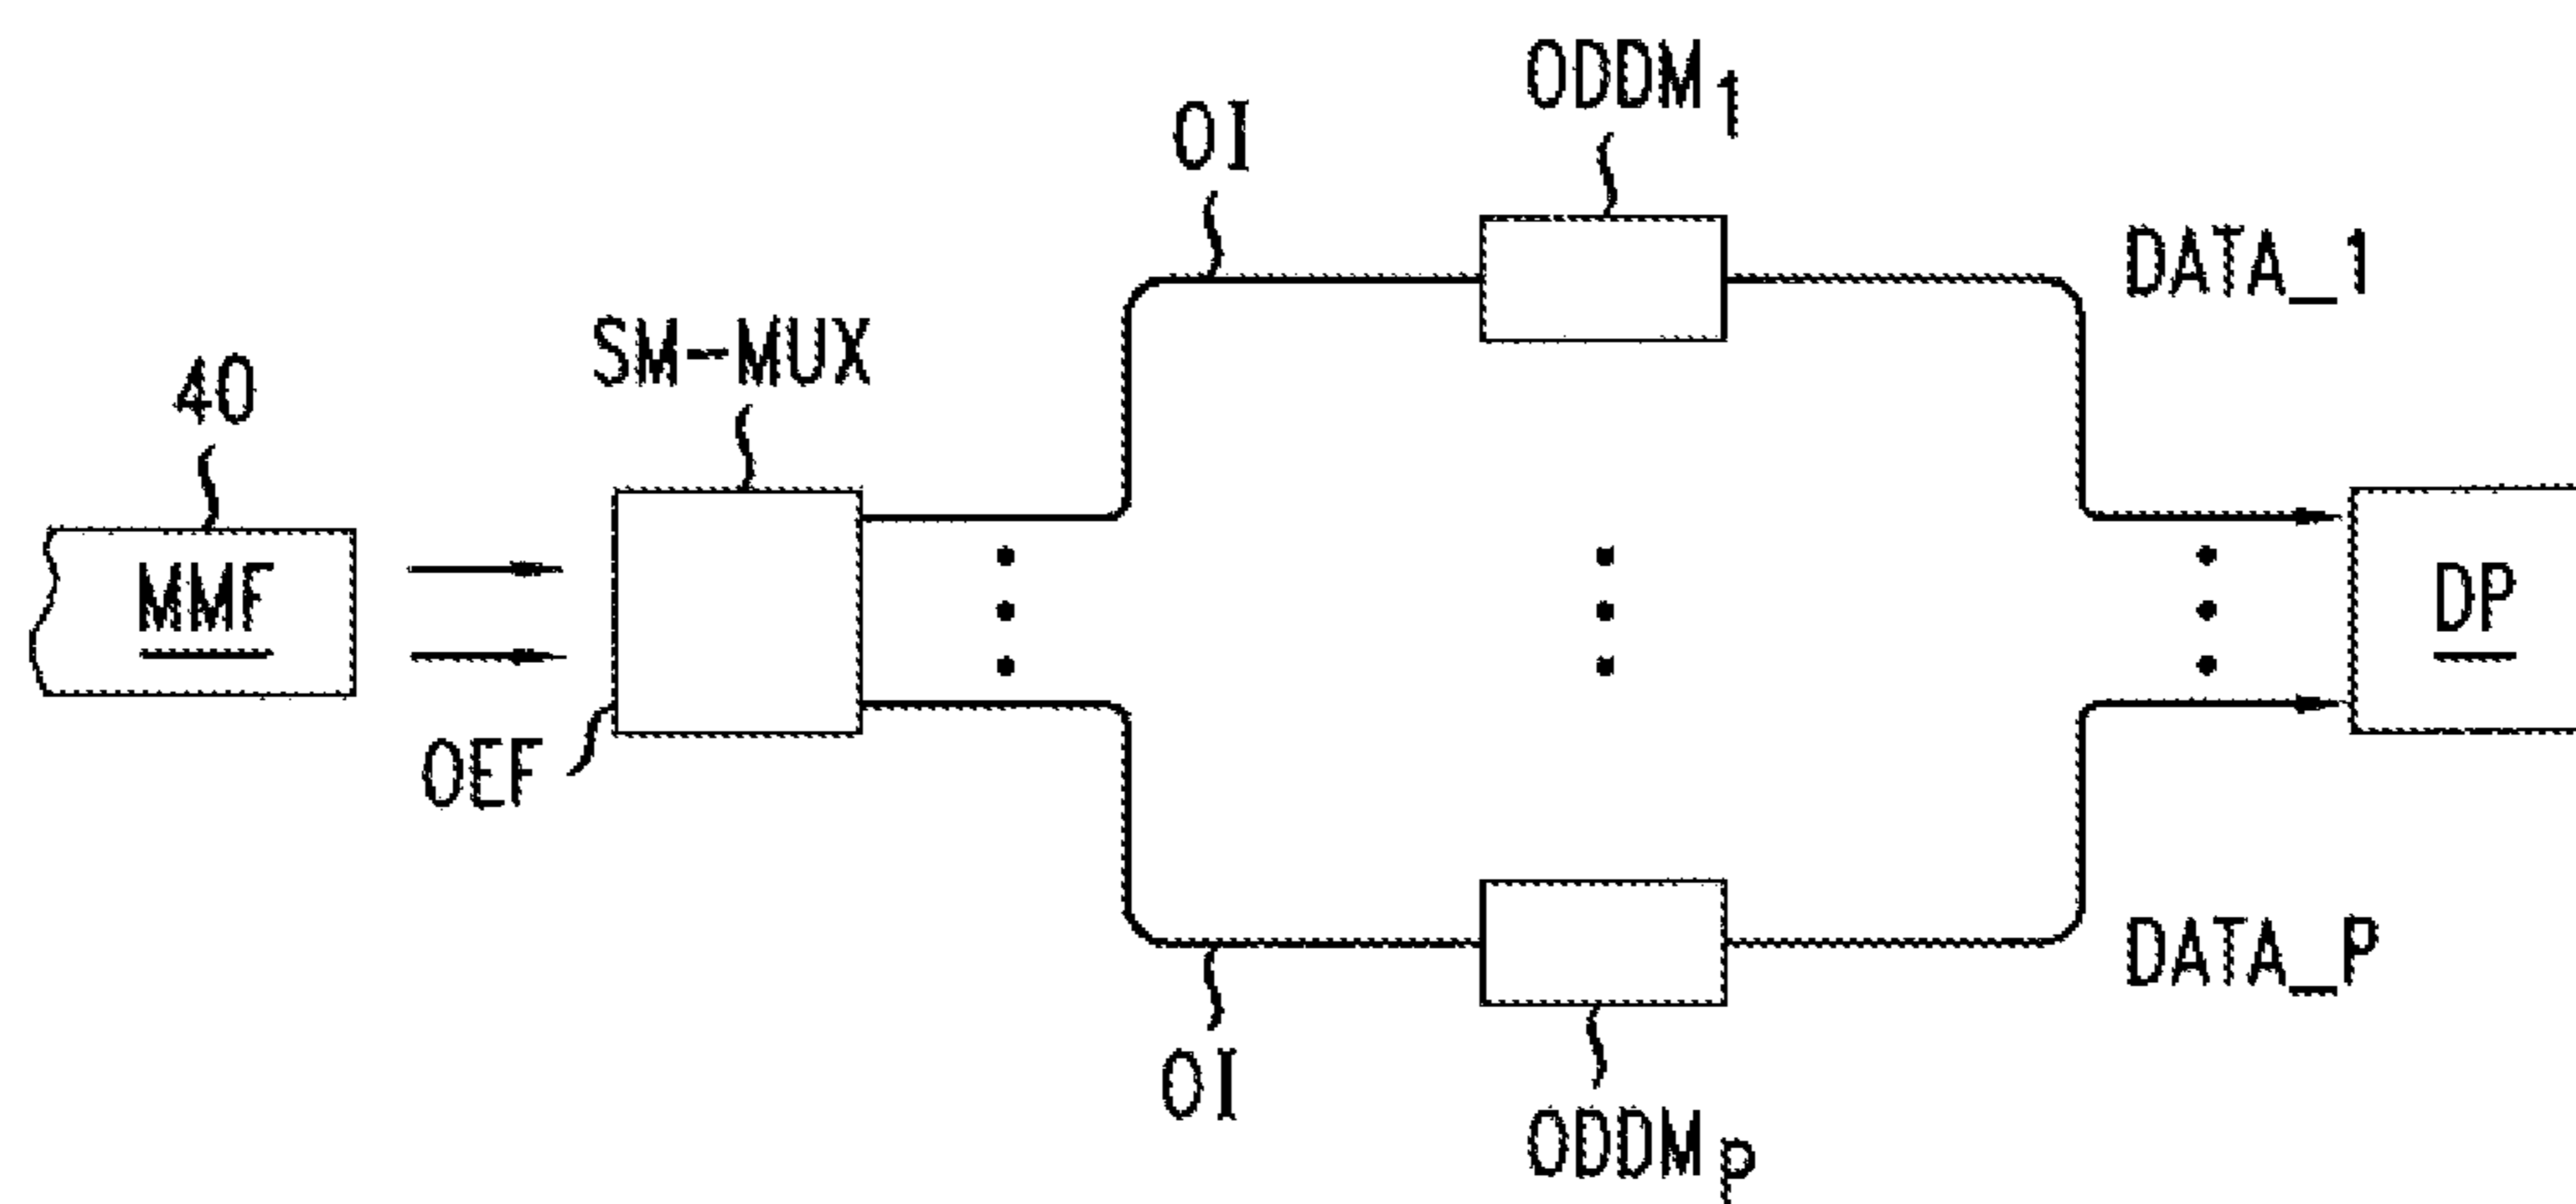 ODDM1
OI
DATA_1
SM-MUX
40
MMF
DP
OEF
DATA_P
OI
ODDMP